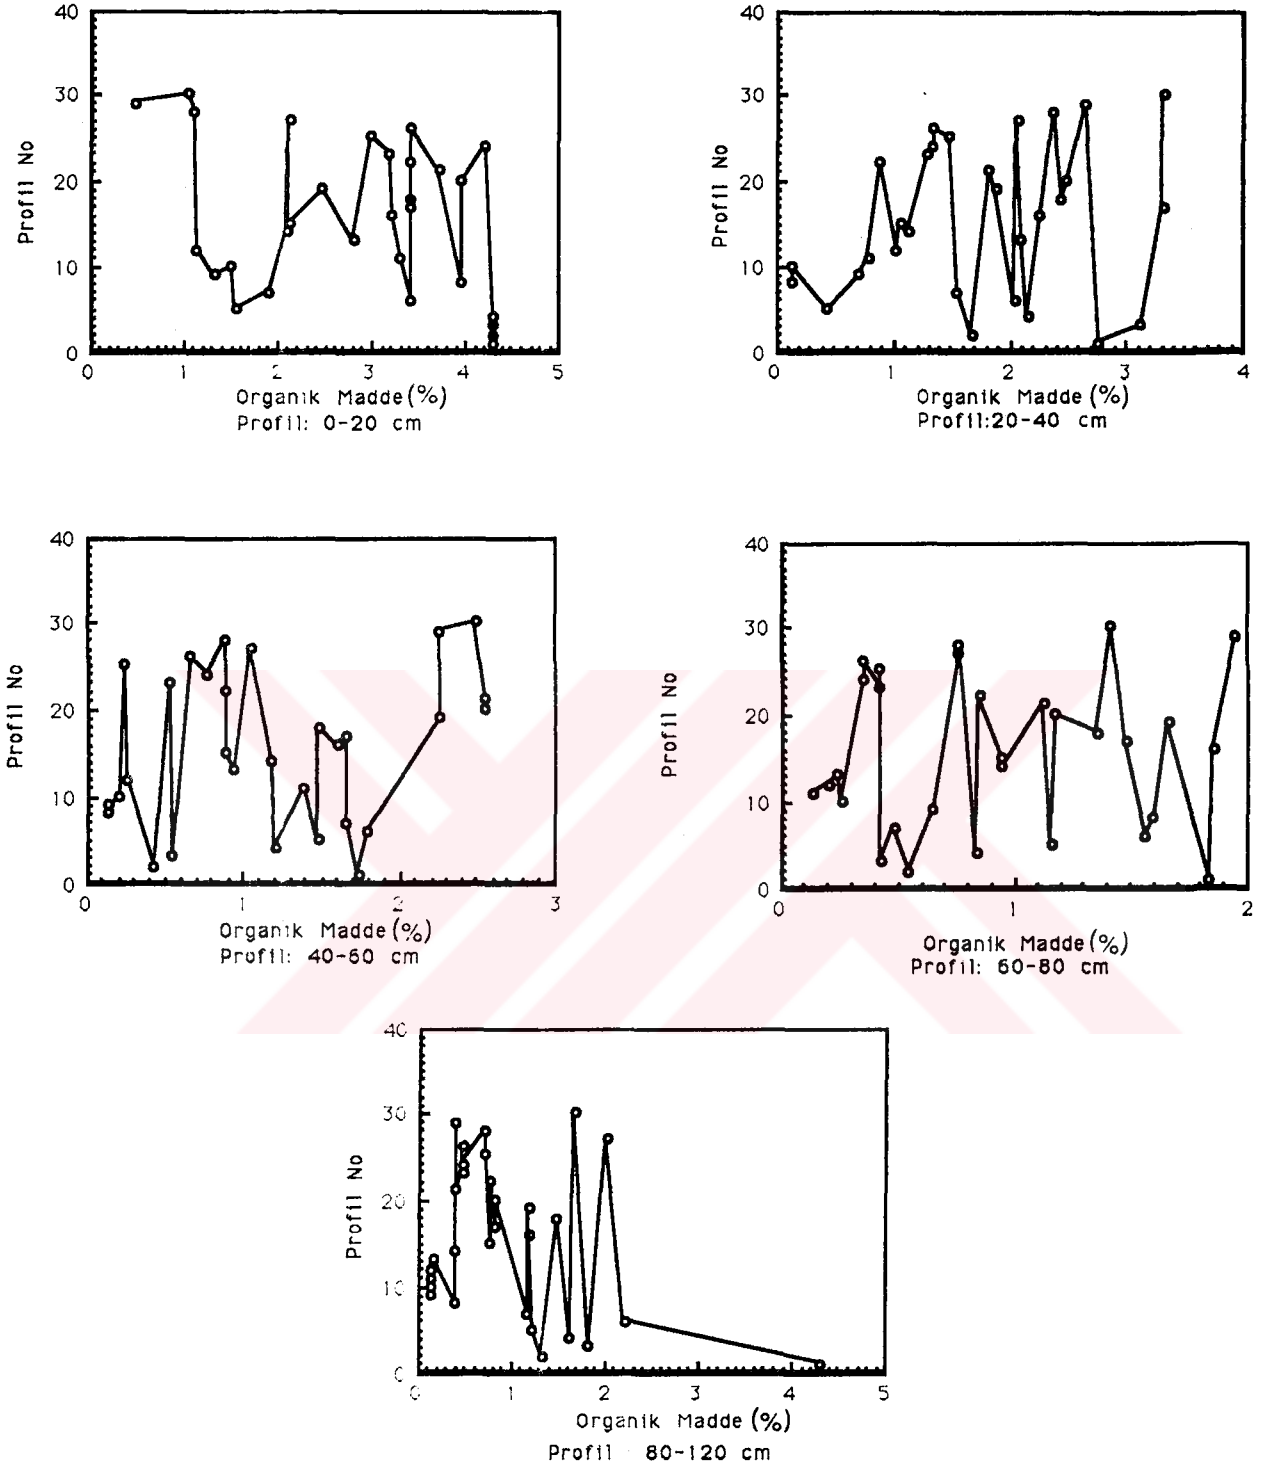 40
30
20
10
0
Profil No
0 1 2 3 4 5
Organik Madde(%)
Profil: 0-20 cm
40
30
20
10
0
Profil No
0 1 2 3 4
Organik Madde(%)
Profil:20-40 cm
40
30
20
10
0
Profil No
0 1 2 3
Organik Madde(%)
Profil: 40-60 cm
40
30
20
10
0
Profil No
0 1 2
Organik Madde(%)
Profil: 60-80 cm
40
30
20
10
0
Profil No
0 1 2 3 4 5
Organik Madde(%)
Profil 80-120 cm